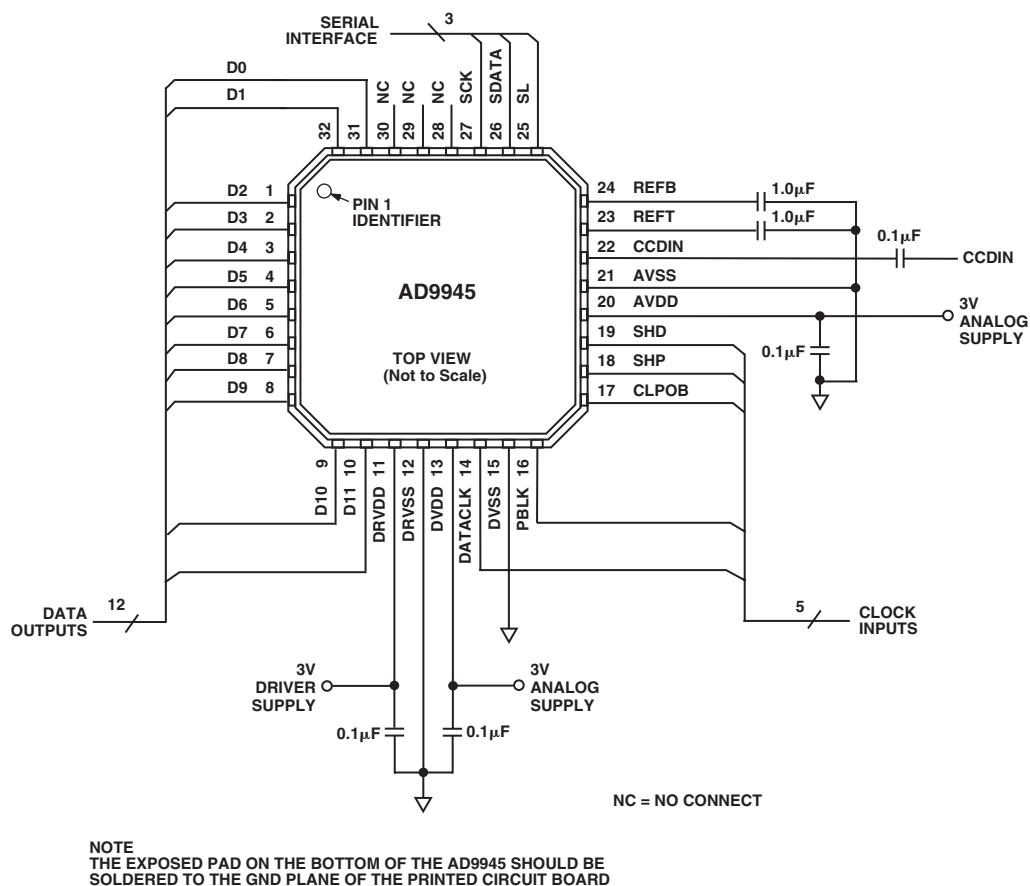 SERIAL
INTERFACE
3
D0
D1
32
31
30 NC
29 NC
28 NC
27 SCK
26 SDATA
25 SL
D2 1
D3 2
D4 3
D5 4
D6 5
D7 6
D8 7
D9 8
PIN 1
IDENTIFIER
AD9945
TOP VIEW
(Not to Scale)
24 REFB
1.0μF
23 REFT
1.0μF
22 CCDIN
0.1μF
CCDIN
21 AVSS
20 AVDD
3V
ANALOG
SUPPLY
0.1μF
19 SHD
18 SHP
17 CLPOB
D10 9
D11 10
DRVDD 11
DRVSS 12
DVDD 13
DATACLK 14
DVSS 15
PBLK 16
DATA
OUTPUTS
12
5
CLOCK
INPUTS
3V
DRIVER
SUPPLY
3V
ANALOG
SUPPLY
0.1μF
0.1μF
NC = NO CONNECT
NOTE
THE EXPOSED PAD ON THE BOTTOM OF THE AD9945 SHOULD BE
SOLDERED TO THE GND PLANE OF THE PRINTED CIRCUIT BOARD